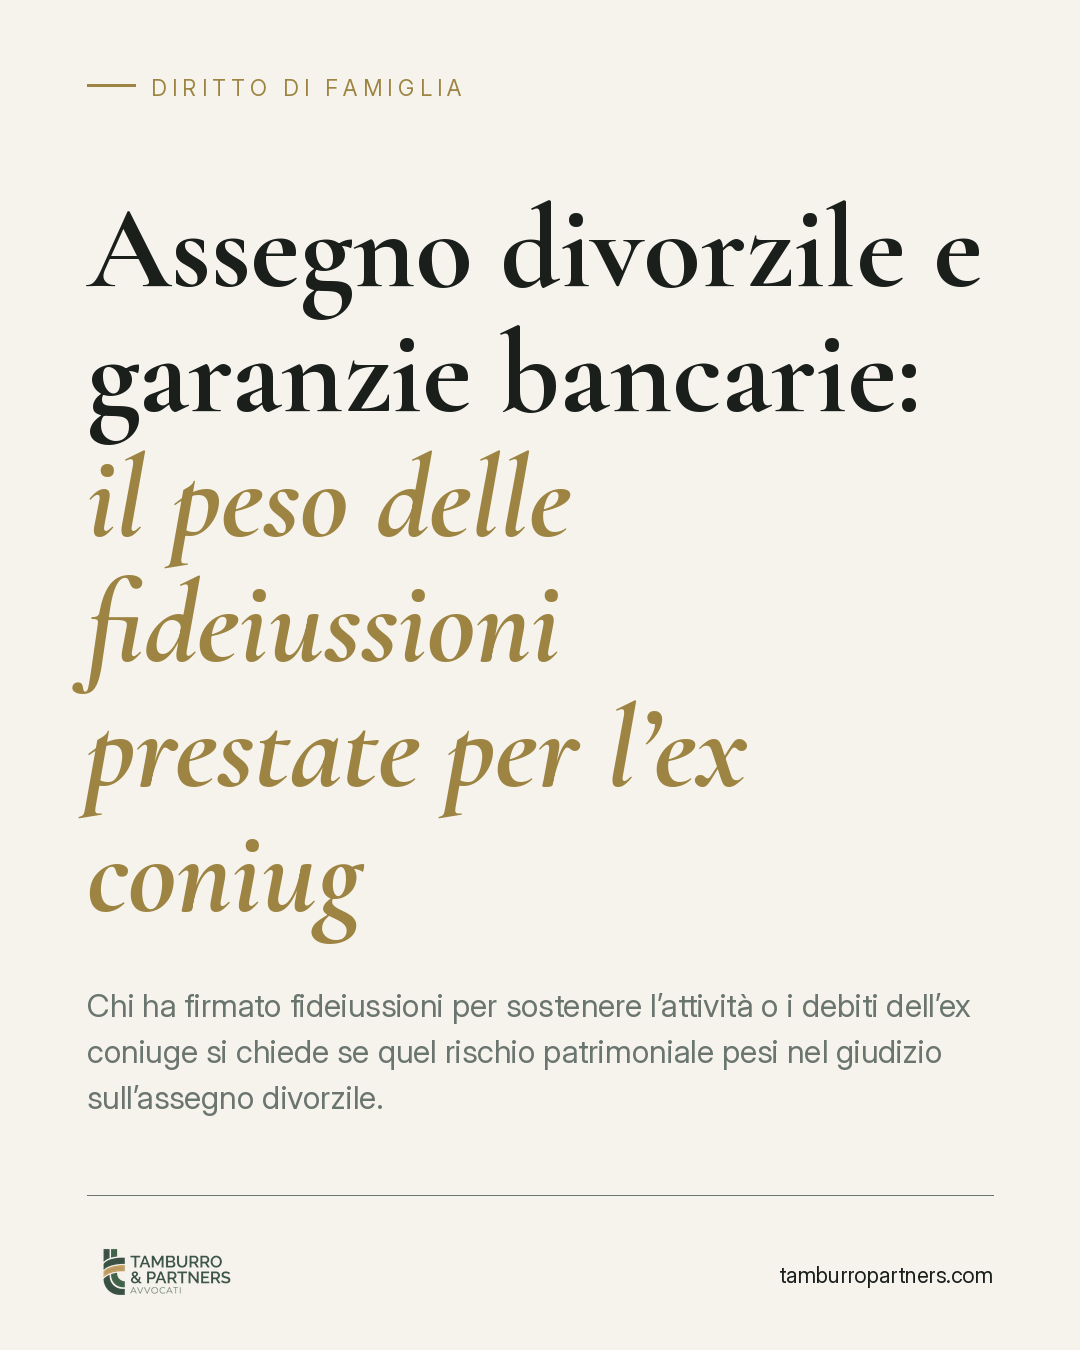 DIRITTO DI FAMIGLIA
Assegno divorzile e
garanzie bancarie:
il peso delle
fideiussioni
prestate per l’ex
coniug
Chi ha firmato fideiussioni per sostenere l’attività o i debiti dell’ex
coniuge si chiede se quel rischio patrimoniale pesi nel giudizio
sull’assegno divorzile.
TAMBURRO
& PARTNERS
AVVOCATI
tamburropartners.com